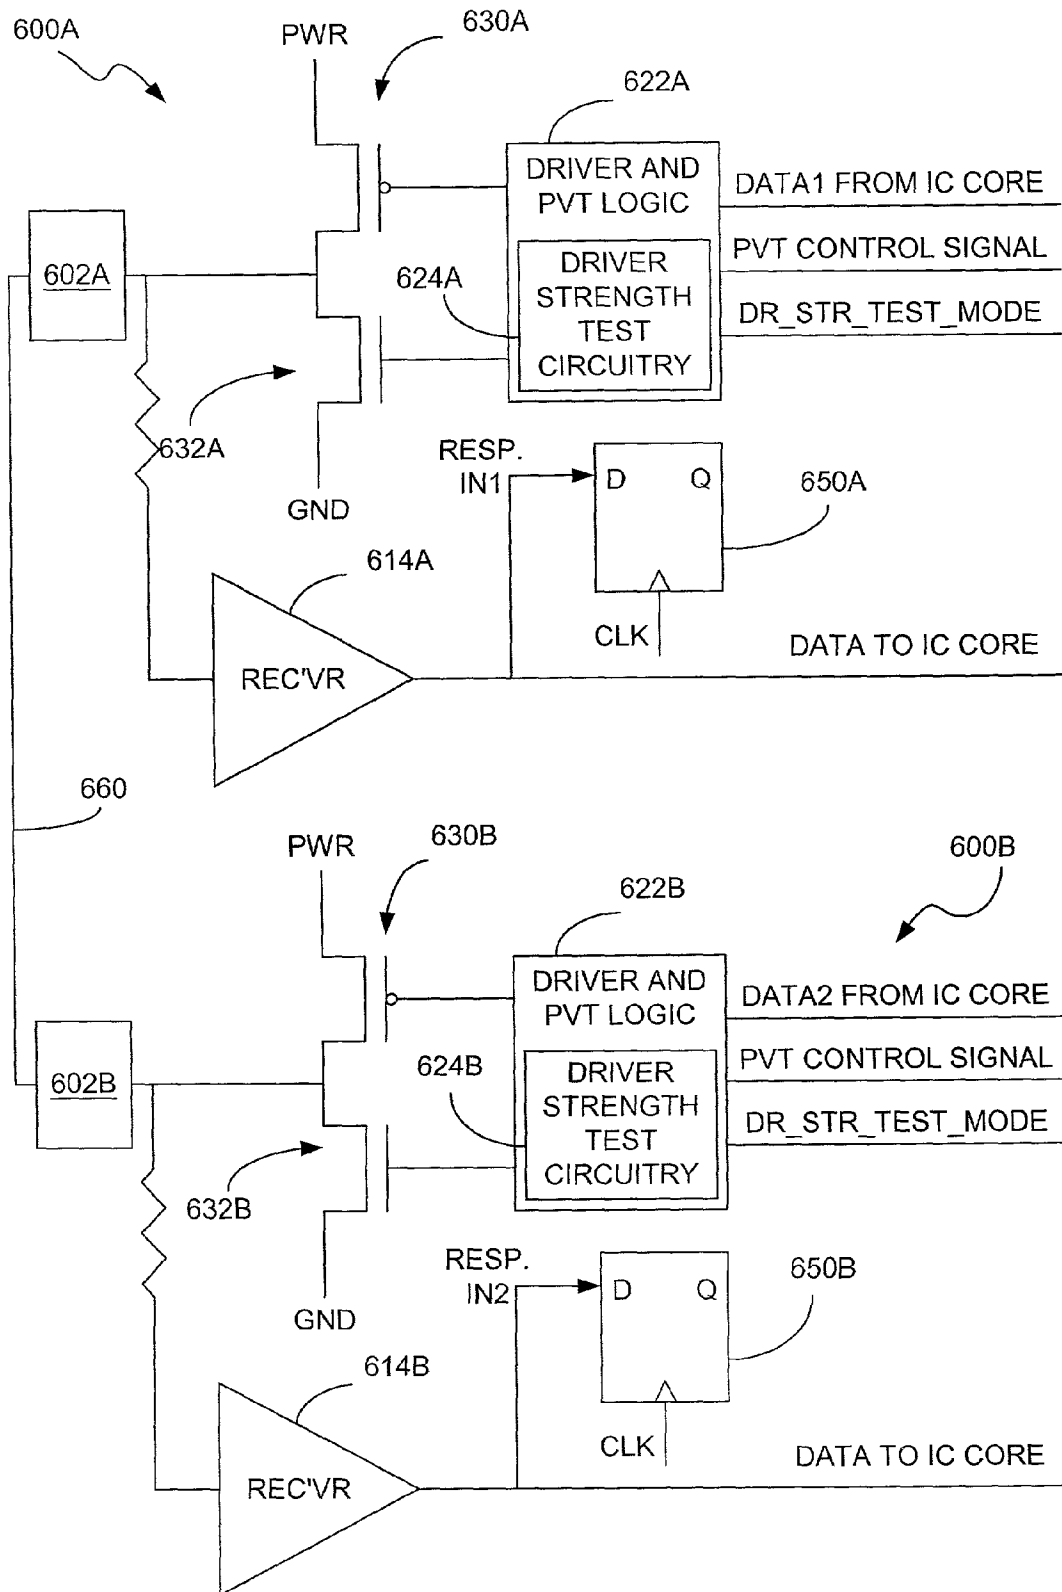 600A
PWR
630A
622A
DRIVER AND
PVT LOGIC
DATA1 FROM IC CORE
PVT CONTROL SIGNAL
DR_STR_TEST_MODE
602A
624A
DRIVER
STRENGTH
TEST
CIRCUITRY
632A
GND
RESP.
IN1
D
Q
650A
CLK
614A
REC'VR
DATA TO IC CORE
660
PWR
630B
600B
622B
DRIVER AND
PVT LOGIC
DATA2 FROM IC CORE
PVT CONTROL SIGNAL
DR_STR_TEST_MODE
602B
624B
DRIVER
STRENGTH
TEST
CIRCUITRY
632B
GND
RESP.
IN2
D
Q
650B
CLK
614B
REC'VR
DATA TO IC CORE